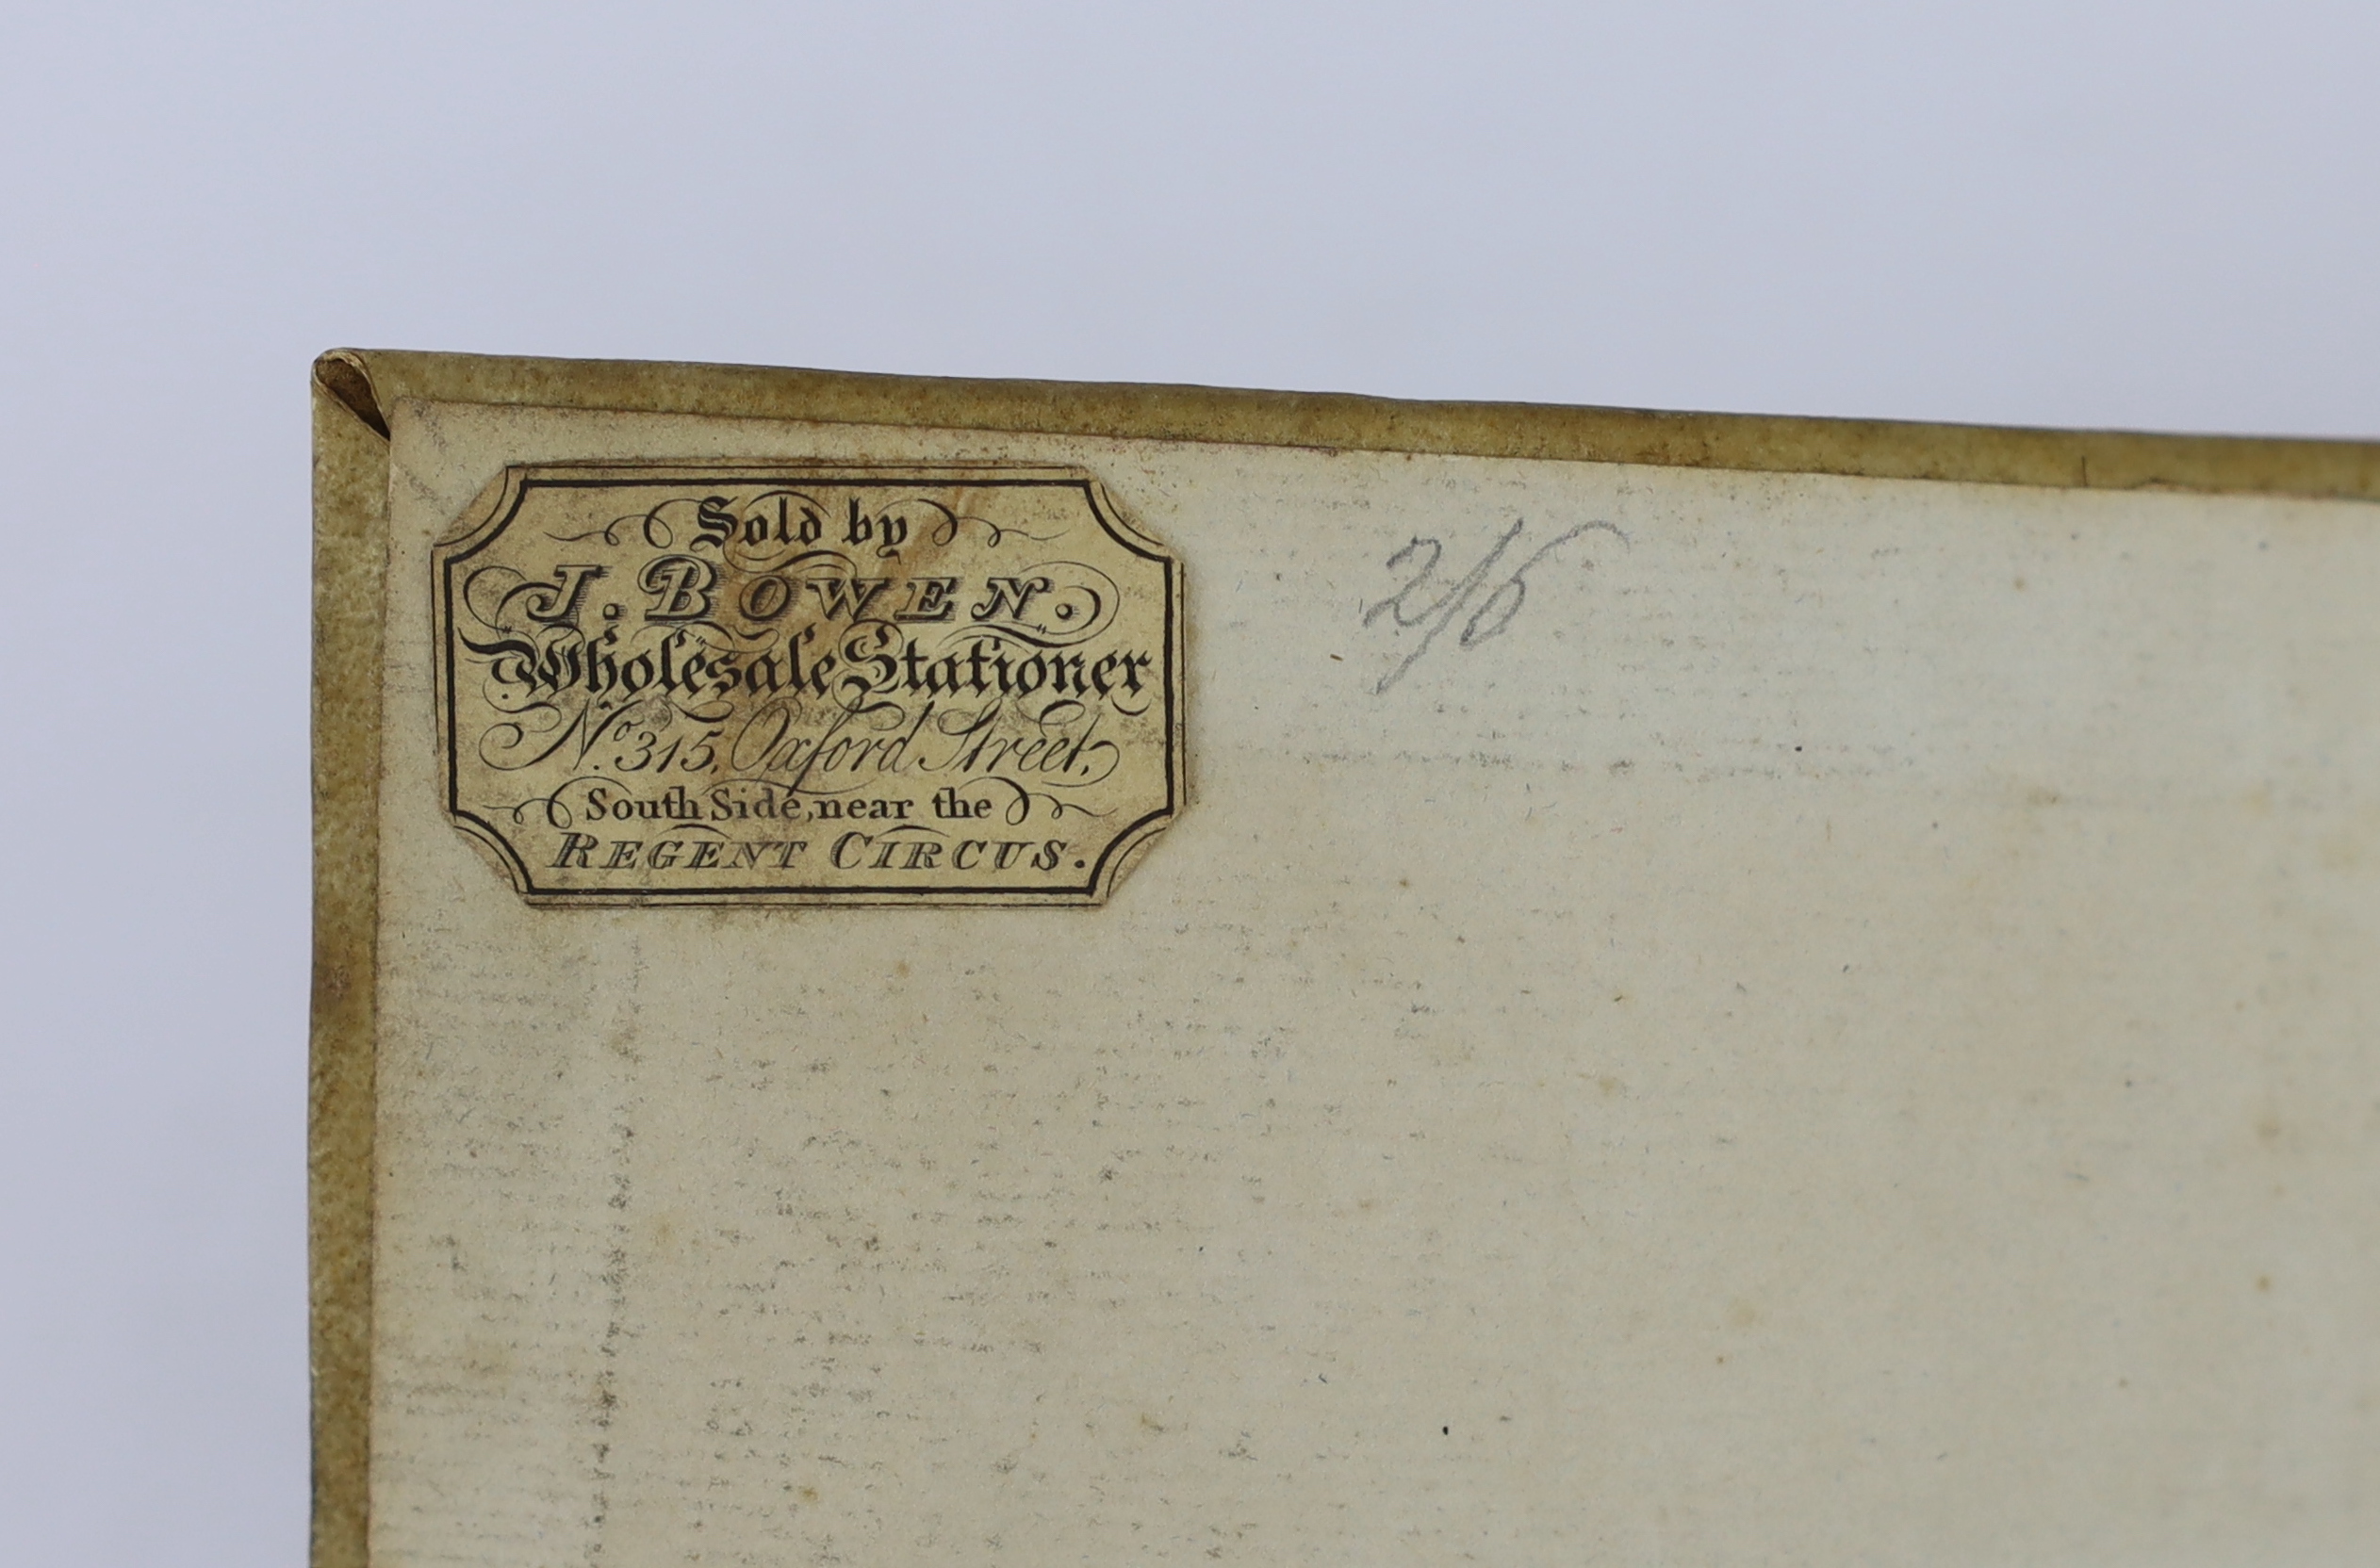 Sold by
J. BOWEN.
Wholesale Stationer
No. 315, Oxford Street,
South Side, near the
REGENT CIRCUS.
2/6